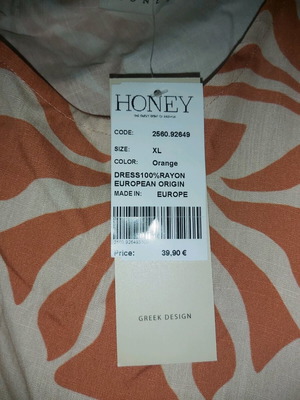 HONEY
CODE: 2560.92649
SIZE: XL
COLOR: Orange
DRESS100%RAYON
EUROPEAN ORIGIN
MADE IN: EUROPE
Price: 39,90 €
GREEK DESIGN